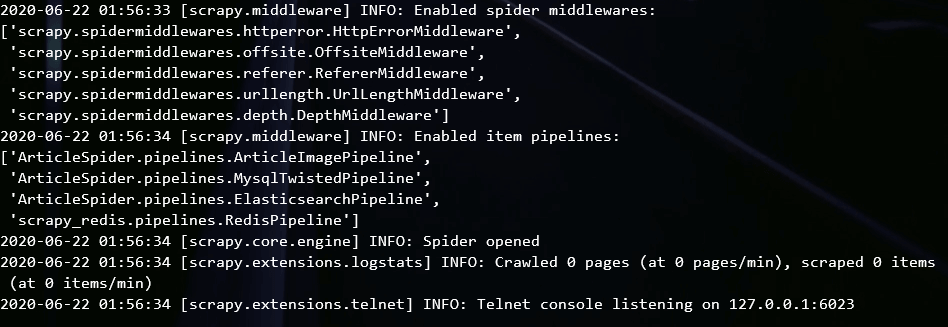 2020-06-22 01:56:33 [scrapy.middleware] INFO: Enabled spider middlewares:
['scrapy.spidermiddlewares.httperror.HttpErrorMiddleware',
 'scrapy.spidermiddlewares.offsite.OffsiteMiddleware',
 'scrapy.spidermiddlewares.referer.RefererMiddleware',
 'scrapy.spidermiddlewares.urllength.UrlLengthMiddleware',
 'scrapy.spidermiddlewares.depth.DepthMiddleware']
2020-06-22 01:56:34 [scrapy.middleware] INFO: Enabled item pipelines:
['ArticleSpider.pipelines.ArticleImagePipeline',
 'ArticleSpider.pipelines.MysqlTwistedPipeline',
 'ArticleSpider.pipelines.ElasticsearchPipeline',
 'scrapy_redis.pipelines.RedisPipeline']
2020-06-22 01:56:34 [scrapy.core.engine] INFO: Spider opened
2020-06-22 01:56:34 [scrapy.extensions.logstats] INFO: Crawled 0 pages (at 0 pages/min), scraped 0 items
 (at 0 items/min)
2020-06-22 01:56:34 [scrapy.extensions.telnet] INFO: Telnet console listening on 127.0.0.1:6023